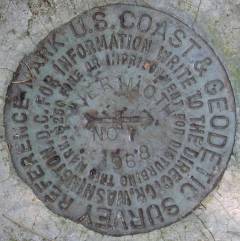 U.S. COAST & GEODETIC SURVEY REFERENCE MARK
FOR INFORMATION WRITE TO THE DIRECTOR, WASHINGTON, D.C.
$250 FINE OR IMPRISONMENT FOR DISTURBING THIS MARK.
NO
1968